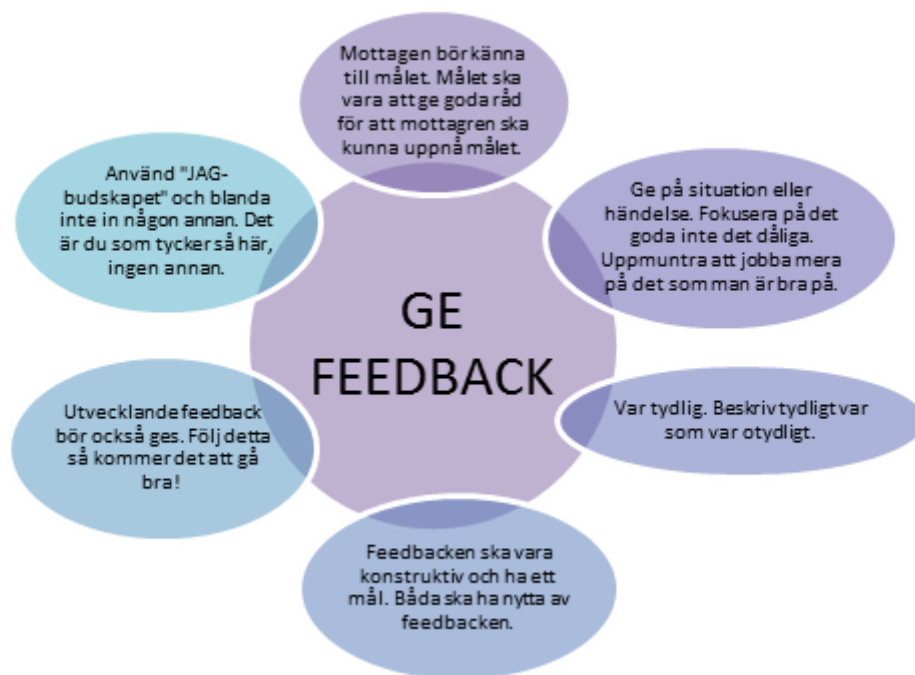 Mottagen bör känna
till målet. Målet ska
vara att ge goda råd
för att mottagren ska
kunna uppnå målet.
Ge på situation eller
händelse. Fokusera på det
goda inte det dåliga.
Uppmuntra att jobba mera
på det som man är bra på.
Var tydlig. Beskriv tydligt var
som var otydligt.
Feedbacken ska vara
konstruktiv och ha ett
mål. Båda ska ha nytta av
feedbacken.
Utvecklande feedback
bör också ges. Följ detta
så kommer det att gå
bra!
Använd "JAG-
budskapet" och blanda
inte in någon annan. Det
är du som tycker så här,
ingen annan.
GE
FEEDBACK